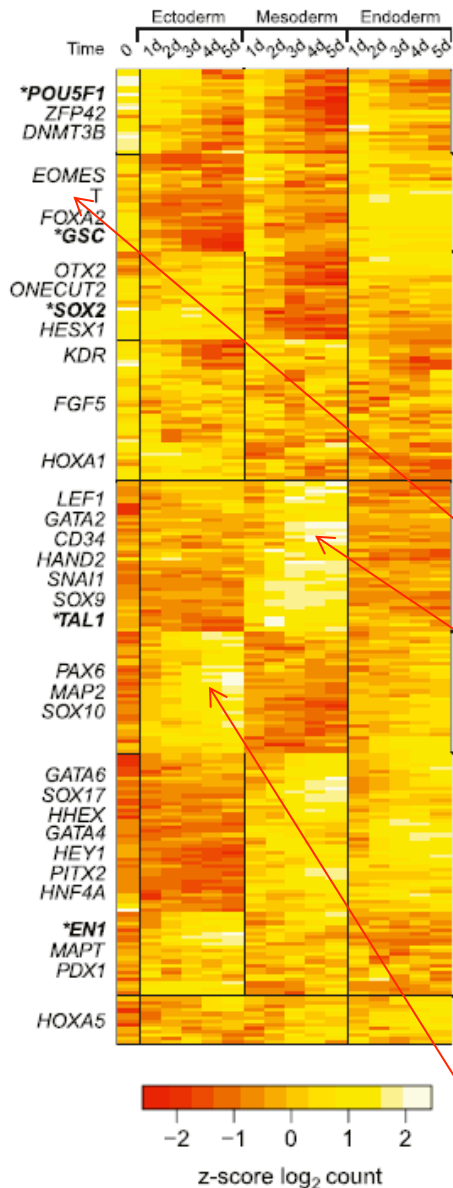 Ectoderm Mesoderm Endoderm
Time 0 1d 2d 3d 4d 5d 1d 2d 3d 4d 5d 1d 2d 3d 4d 5d
*POU5F1
ZFP42
DNMT3B
EOMES
T
FOXA2
*GSC
OTX2
ONECUT2
*SOX2
HESX1
KDR
FGF5
HOXA1
LEF1
GATA2
CD34
HAND2
SNAI1
SOX9
*TAL1
PAX6
MAP2
SOX10
GATA6
SOX17
HHEX
GATA4
HEY1
PITX2
HNF4A
*EN1
MAPT
PDX1
HOXA5
−2 −1 0 1 2
z-score log2 count